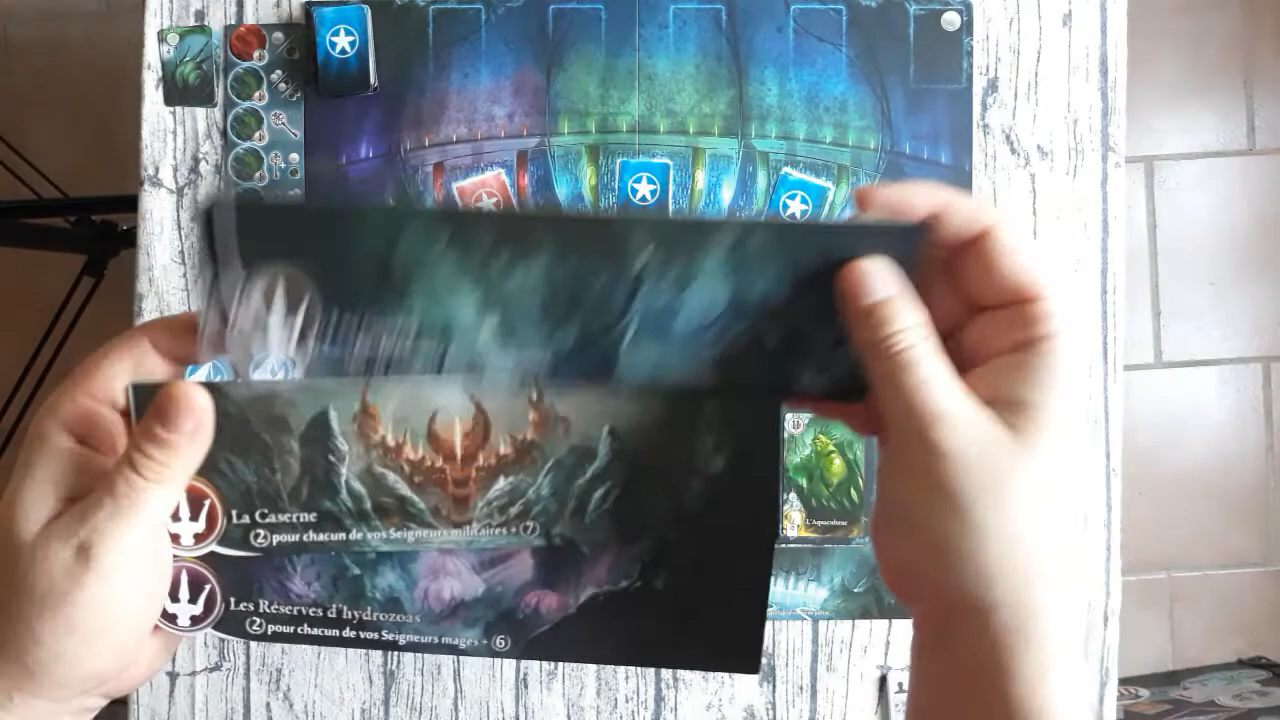 L'Aquaculteur
La Caserne
(2) pour chacun de vos Seigneurs militaires + (7)
Les Réserves d'hydrozoas
(2) pour chacun de vos Seigneurs mages + (6)